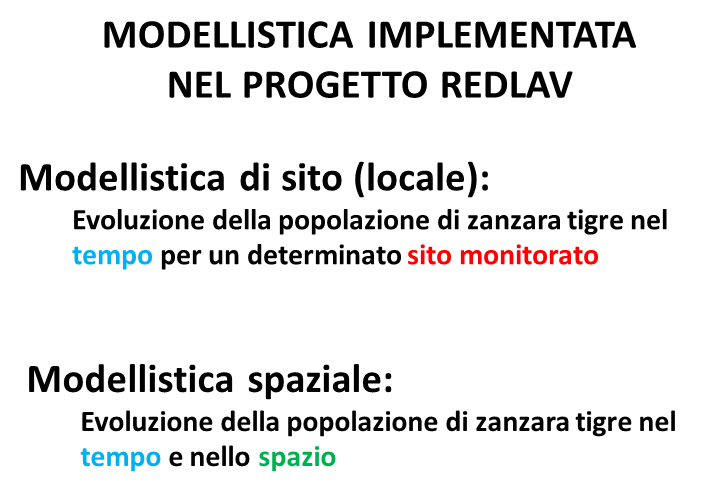 MODELLISTICA IMPLEMENTATA
NEL PROGETTO REDLAV
Modellistica di sito (locale):
Evoluzione della popolazione di zanzara tigre nel
tempo per un determinato sito monitorato
Modellistica spaziale:
Evoluzione della popolazione di zanzara tigre nel
tempo e nello spazio